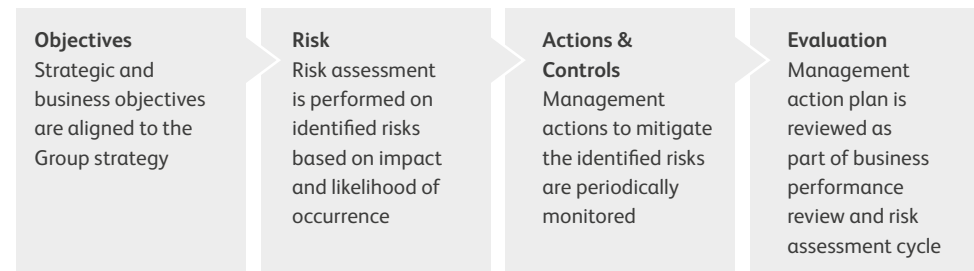 Objectives
Strategic and
business objectives
are aligned to the
Group strategy
Risk
Risk assessment
is performed on
identified risks
based on impact
and likelihood of
occurrence
Actions &
Controls
Management
actions to mitigate
the identified risks
are periodically
monitored
Evaluation
Management
action plan is
reviewed as
part of business
performance
review and risk
assessment cycle